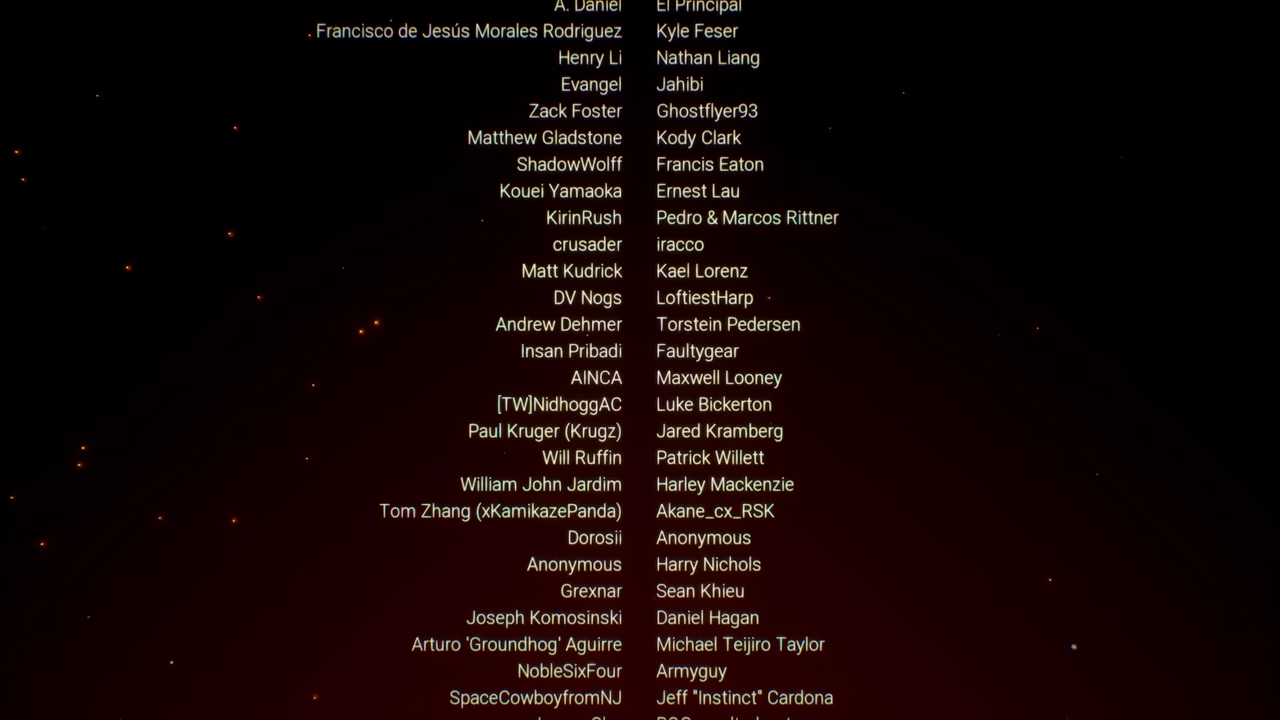 A. Daniel El Principal
Francisco de Jesús Morales Rodriguez Kyle Feser
Henry Li Nathan Liang
Evangel Jahibi
Zack Foster Ghostflyer93
Matthew Gladstone Kody Clark
ShadowWolff Francis Eaton
Kouei Yamaoka Ernest Lau
KirinRush Pedro & Marcos Rittner
crusader iracco
Matt Kudrick Kael Lorenz
DV Nogs LoftiestHarp
Andrew Dehmer Torstein Pedersen
Insan Pribadi Faultygear
AINCA Maxwell Looney
[TW]NidhoggAC Luke Bickerton
Paul Kruger (Krugz) Jared Kramberg
Will Ruffin Patrick Willett
William John Jardim Harley Mackenzie
Tom Zhang (xKamikazePanda) Akane_cx_RSK
Dorosii Anonymous
Anonymous Harry Nichols
Grexnar Sean Khieu
Joseph Komosinski Daniel Hagan
Arturo 'Groundhog' Aguirre Michael Teijiro Taylor
NobleSixFour Armyguy
SpaceCowboyfromNJ Jeff "Instinct" Cardona